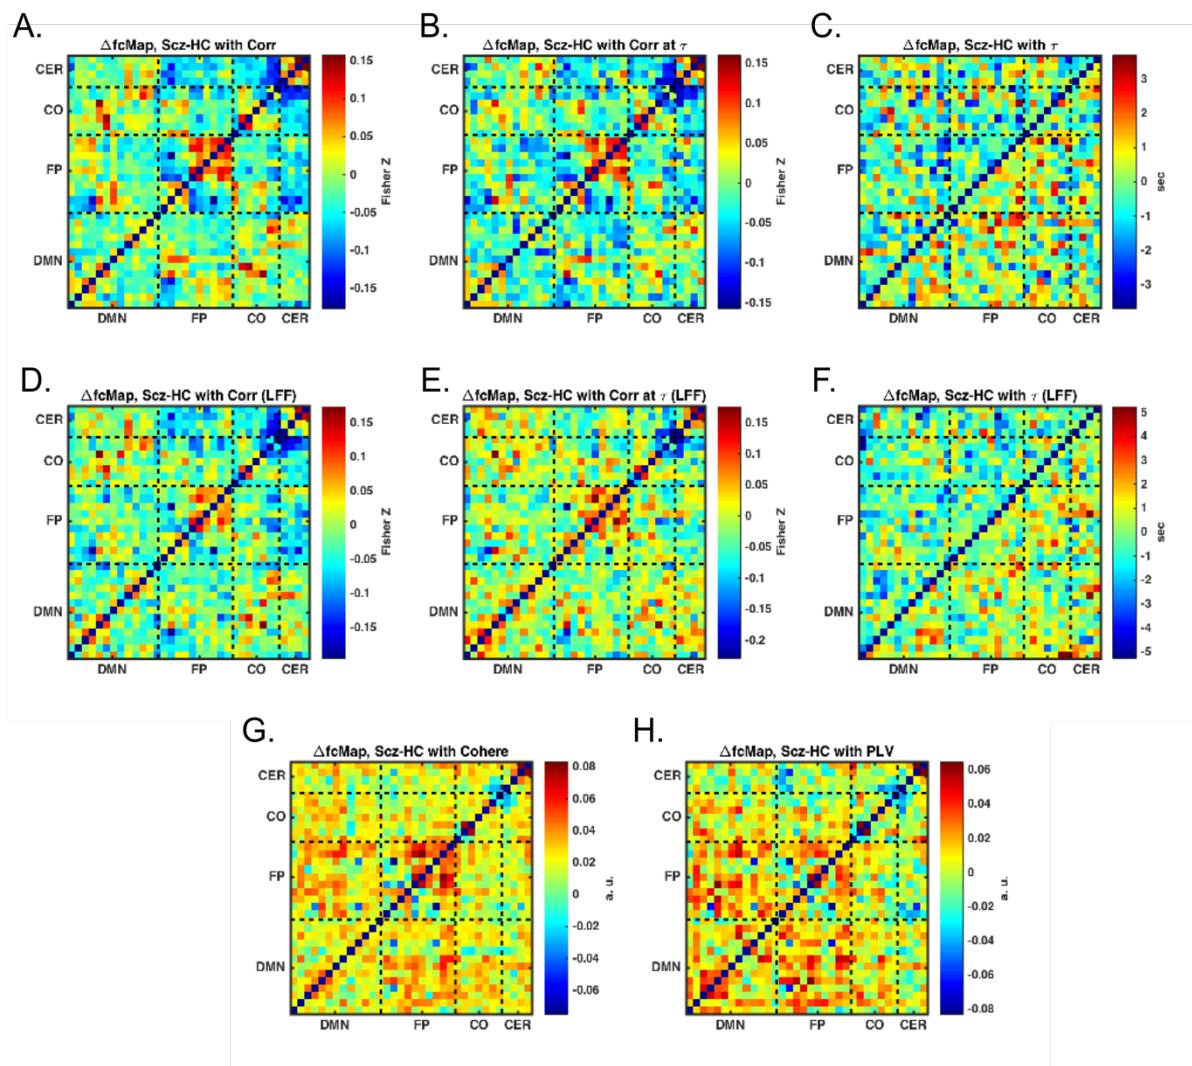 A.
ΔfcMap, Scz-HC with Corr
CER
CO
FP
DMN
DMN FP CO CER
0.15
0.1
0.05
0
-0.05
-0.1
-0.15
Fisher Z
B.
ΔfcMap, Scz-HC with Corr at τ
CER
CO
FP
DMN
DMN FP CO CER
0.15
0.1
0.05
0
-0.05
-0.1
-0.15
Fisher Z
C.
ΔfcMap, Scz-HC with τ
CER
CO
FP
DMN
DMN FP CO CER
3
2
1
0
-1
-2
-3
sec
D.
ΔfcMap, Scz-HC with Corr (LFF)
CER
CO
FP
DMN
DMN FP CO CER
0.15
0.1
0.05
0
-0.05
-0.1
-0.15
Fisher Z
E.
ΔfcMap, Scz-HC with Corr at τ (LFF)
CER
CO
FP
DMN
DMN FP CO CER
0.15
0.1
0.05
0
-0.05
-0.1
-0.15
-0.2
Fisher Z
F.
ΔfcMap, Scz-HC with τ (LFF)
CER
CO
FP
DMN
DMN FP CO CER
5
4
3
2
1
0
-1
-2
-3
-4
-5
sec
G.
ΔfcMap, Scz-HC with Cohere
CER
CO
FP
DMN
DMN FP CO CER
0.08
0.06
0.04
0.02
0
-0.02
-0.04
-0.06
a. u.
H.
ΔfcMap, Scz-HC with PLV
CER
CO
FP
DMN
DMN FP CO CER
0.06
0.04
0.02
0
-0.02
-0.04
-0.06
-0.08
a. u.